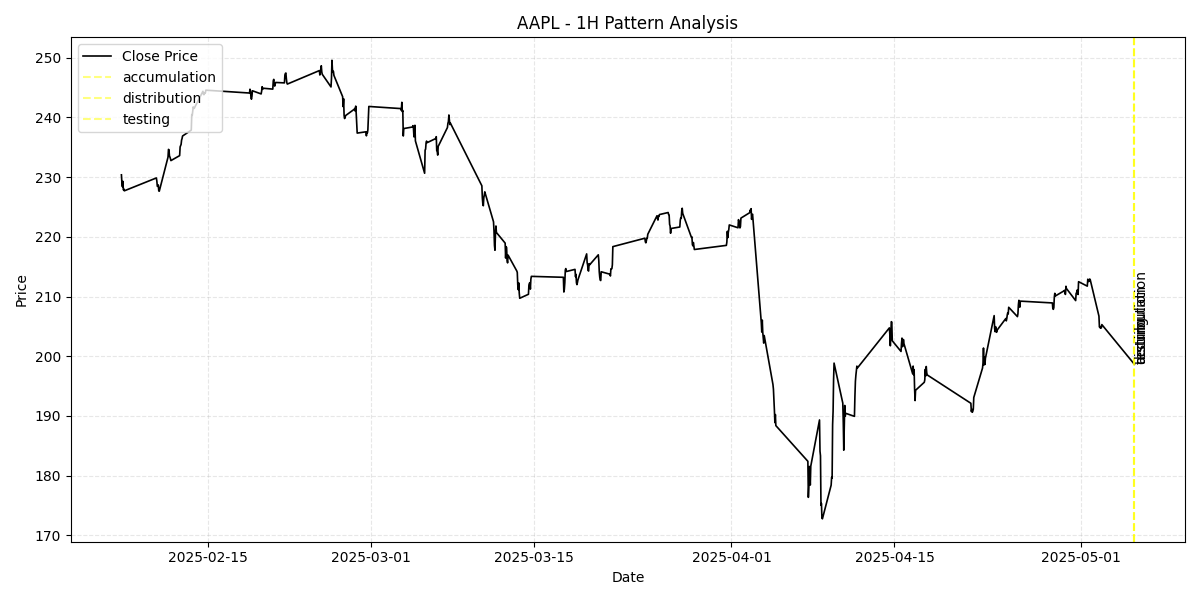 AAPL - 1H Pattern Analysis
Close Price
accumulation
distribution
testing
Price
250
240
230
220
210
200
190
180
170
2025-02-15
2025-03-01
2025-03-15
2025-04-01
2025-04-15
2025-05-01
Date